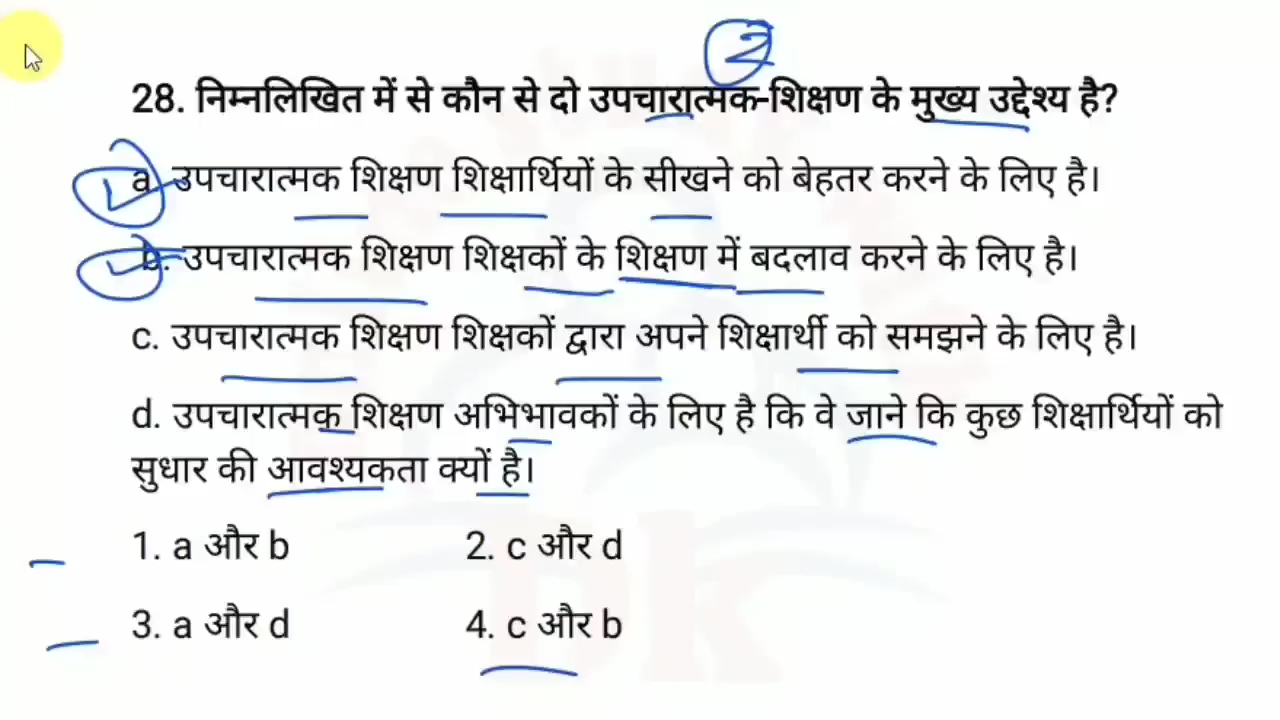 2
28. निम्नलिखित में से कौन से दो उपचारात्मक-शिक्षण के मुख्य उद्देश्य है?
a. उपचारात्मक शिक्षण शिक्षार्थियों के सीखने को बेहतर करने के लिए है।
b. उपचारात्मक शिक्षण शिक्षकों के शिक्षण में बदलाव करने के लिए है।
c. उपचारात्मक शिक्षण शिक्षकों द्वारा अपने शिक्षार्थी को समझने के लिए है।
d. उपचारात्मक शिक्षण अभिभावकों के लिए है कि वे जाने कि कुछ शिक्षार्थियों को
सुधार की आवश्यकता क्यों है।
1. a और b 2. c और d
3. a और d 4. c और b